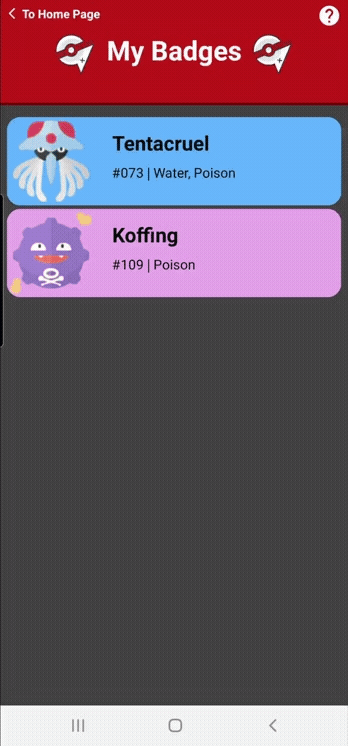 To Home Page
?
My Badges
Tentacruel
#073 | Water, Poison
Koffing
#109 | Poison